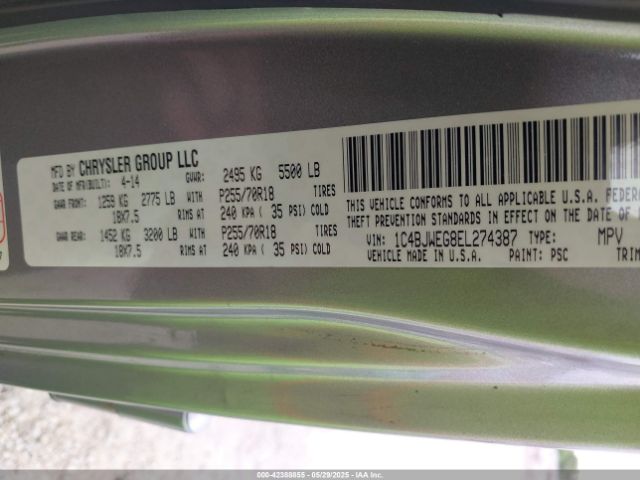 MFD BY CHRYSLER GROUP LLC
DATE OF MFR(BUILT): 4-14 GVWR: 2495 KG 5500 LB
GAWR FRONT: 1259 KG 2775 LB WITH P255/70R18 TIRES
18X7.5 RIMS AT 240 KPA ( 35 PSI) COLD
GAWR REAR: 1452 KG 3200 LB WITH P255/70R18 TIRES
18X7.5 RIMS AT 240 KPA ( 35 PSI) COLD
THIS VEHICLE CONFORMS TO ALL APPLICABLE U.S.A.
THEFT PREVENTION STANDARDS IN EFFECT ON THE DATE OF
VIN: 1C4BJWEG8EL274387 TYPE: MPV
VEHICLE MADE IN U.S.A. PAINT: PSC TRIM
000-42388855 - 05/29/2025 - IAA Inc.